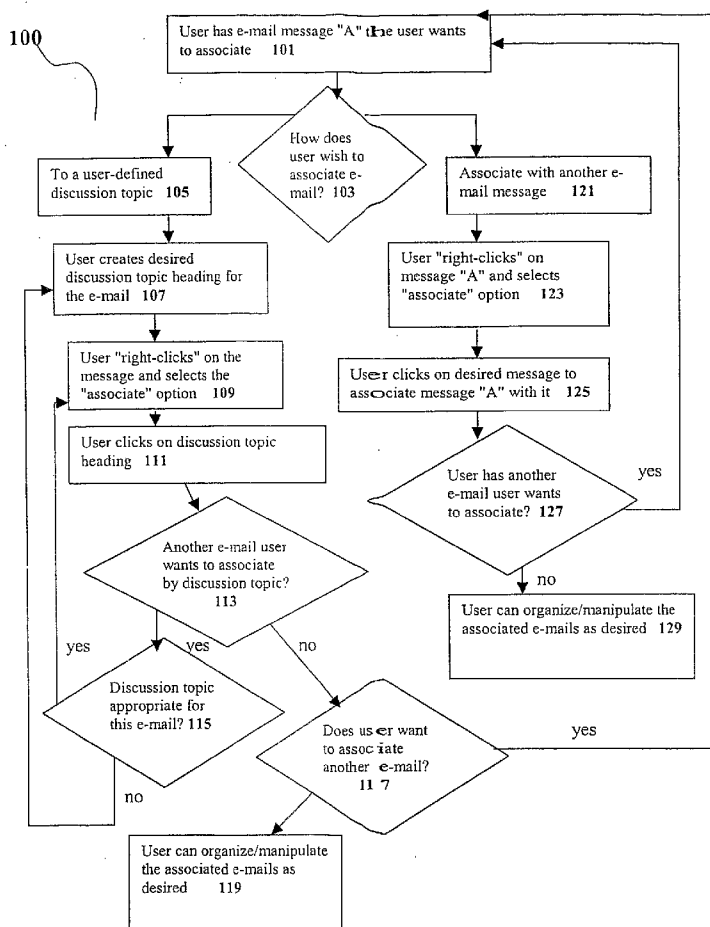 100
User has e-mail message "A" the user wants
to associate 101
How does
user wish to
associate e-
mail? 103
To a user-defined
discussion topic 105
Associate with another e-
mail message 121
User creates desired
discussion topic heading for
the e-mail 107
User "right-clicks" on
message "A" and selects
"associate" option 123
User "right-clicks" on the
message and selects the
"associate" option 109
User clicks on desired message to
associate message "A" with it 125
User clicks on discussion topic
heading 111
User has another
e-mail user wants
to associate? 127
yes
no
Another e-mail user
wants to associate
by discussion topic?
113
User can organize/manipulate the
associated e-mails as desired 129
yes
yes
no
Discussion topic
appropriate for
this e-mail? 115
no
Does user want
to associate
another e-mail?
117
yes
User can organize/manipulate
the associated e-mails as
desired 119